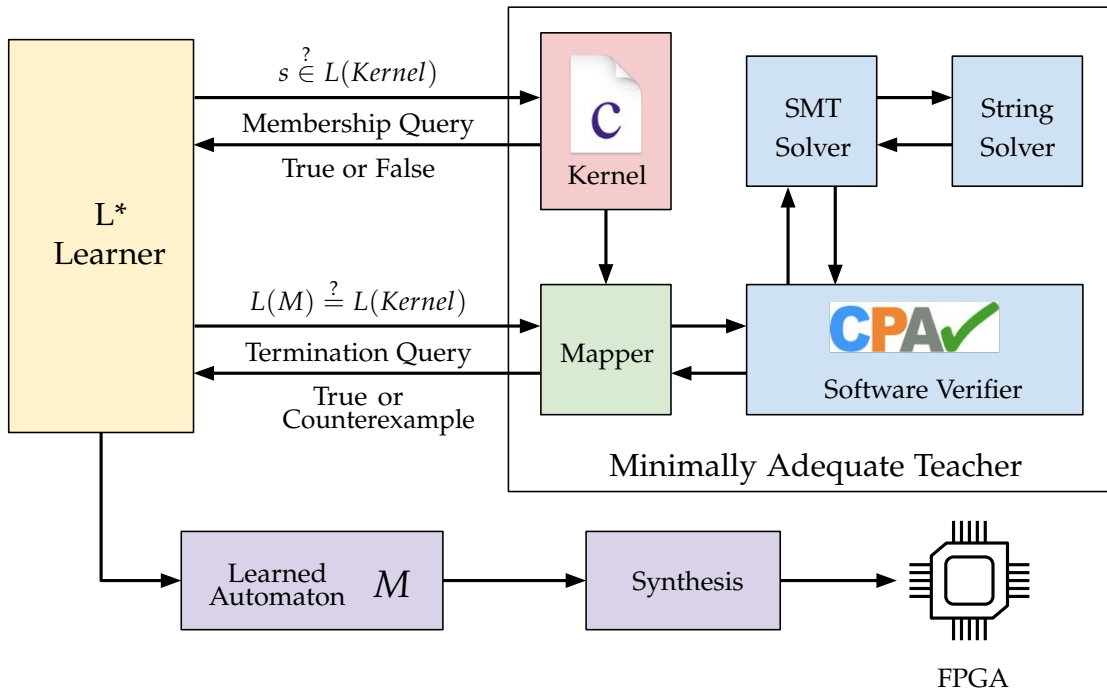 s ∈? L(Kernel)
Membership Query
True or False
L*
Learner
C
Kernel
SMT
Solver
String
Solver
L(M) =? L(Kernel)
Termination Query
True or
Counterexample
Mapper
CPA
Software Verifier
Minimally Adequate Teacher
Learned
Automaton M
Synthesis
FPGA